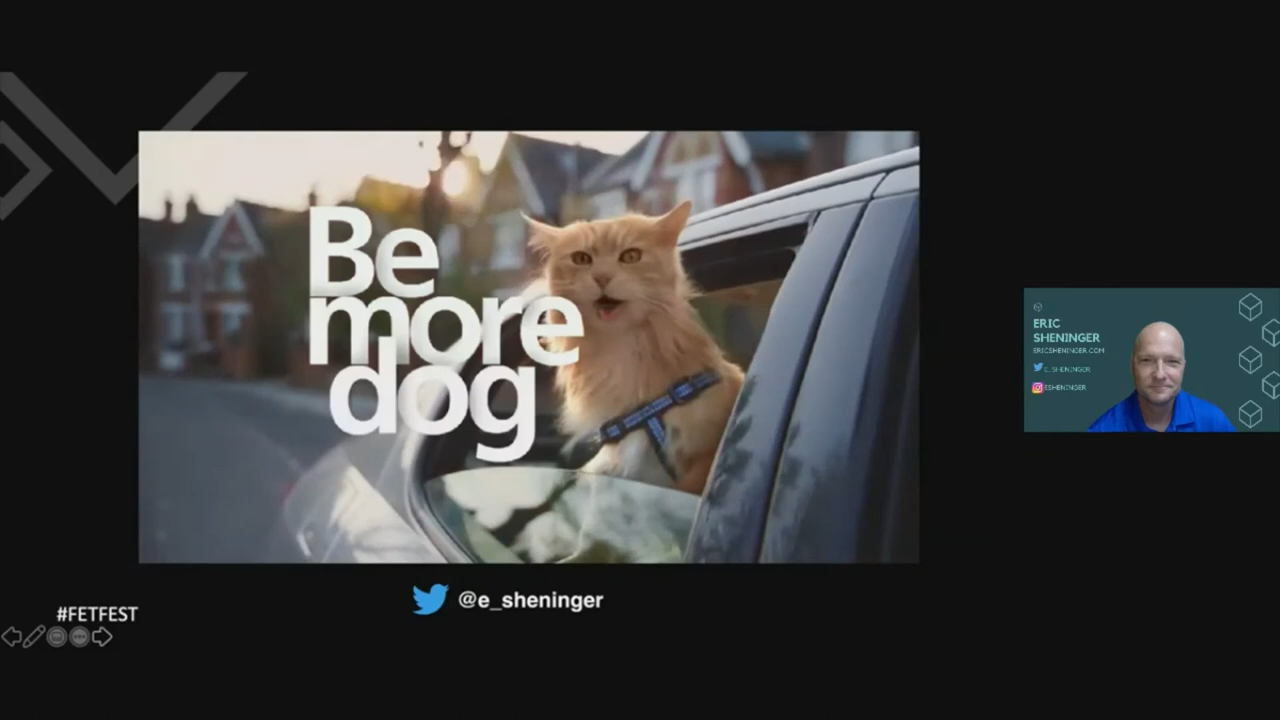 Be
more
dog
@e_sheninger
#FETFEST
ERIC
SHENINGER
ERICSHENINGER.COM
E_SHENINGER
ESHENINGER